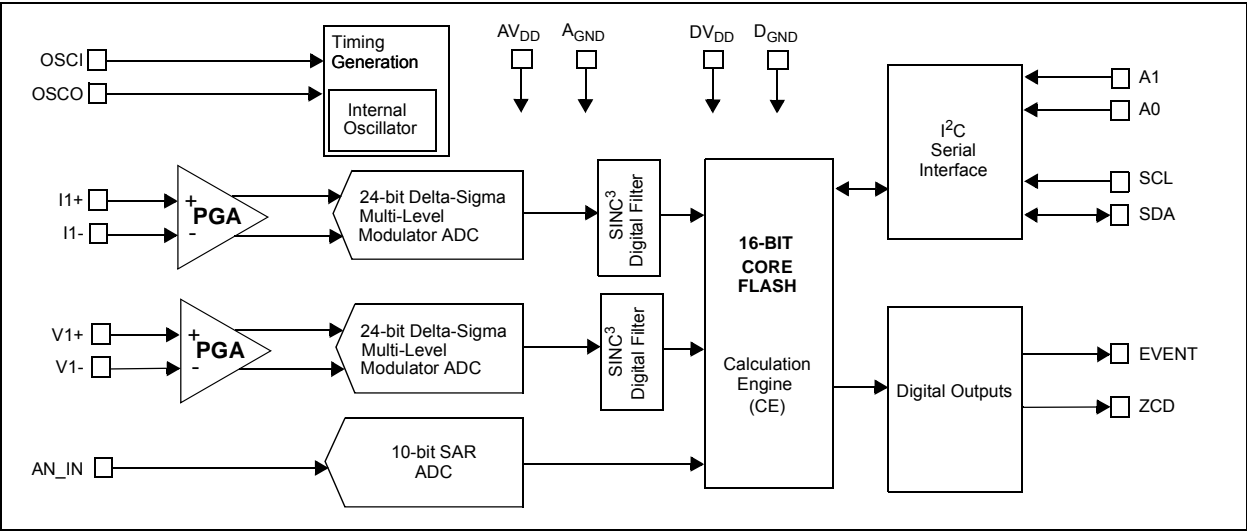 OSCI
OSCO
Timing
Generation
Internal
Oscillator
AVDD
AGND
DVDD
DGND
A1
A0
I2C
Serial
Interface
SCL
SDA
I1+
I1-
+
PGA
-
24-bit Delta-Sigma
Multi-Level
Modulator ADC
SINC3
Digital Filter
16-BIT
CORE
FLASH
Calculation
Engine
(CE)
V1+
V1-
+
PGA
-
24-bit Delta-Sigma
Multi-Level
Modulator ADC
SINC3
Digital Filter
Digital Outputs
EVENT
ZCD
AN_IN
10-bit SAR
ADC